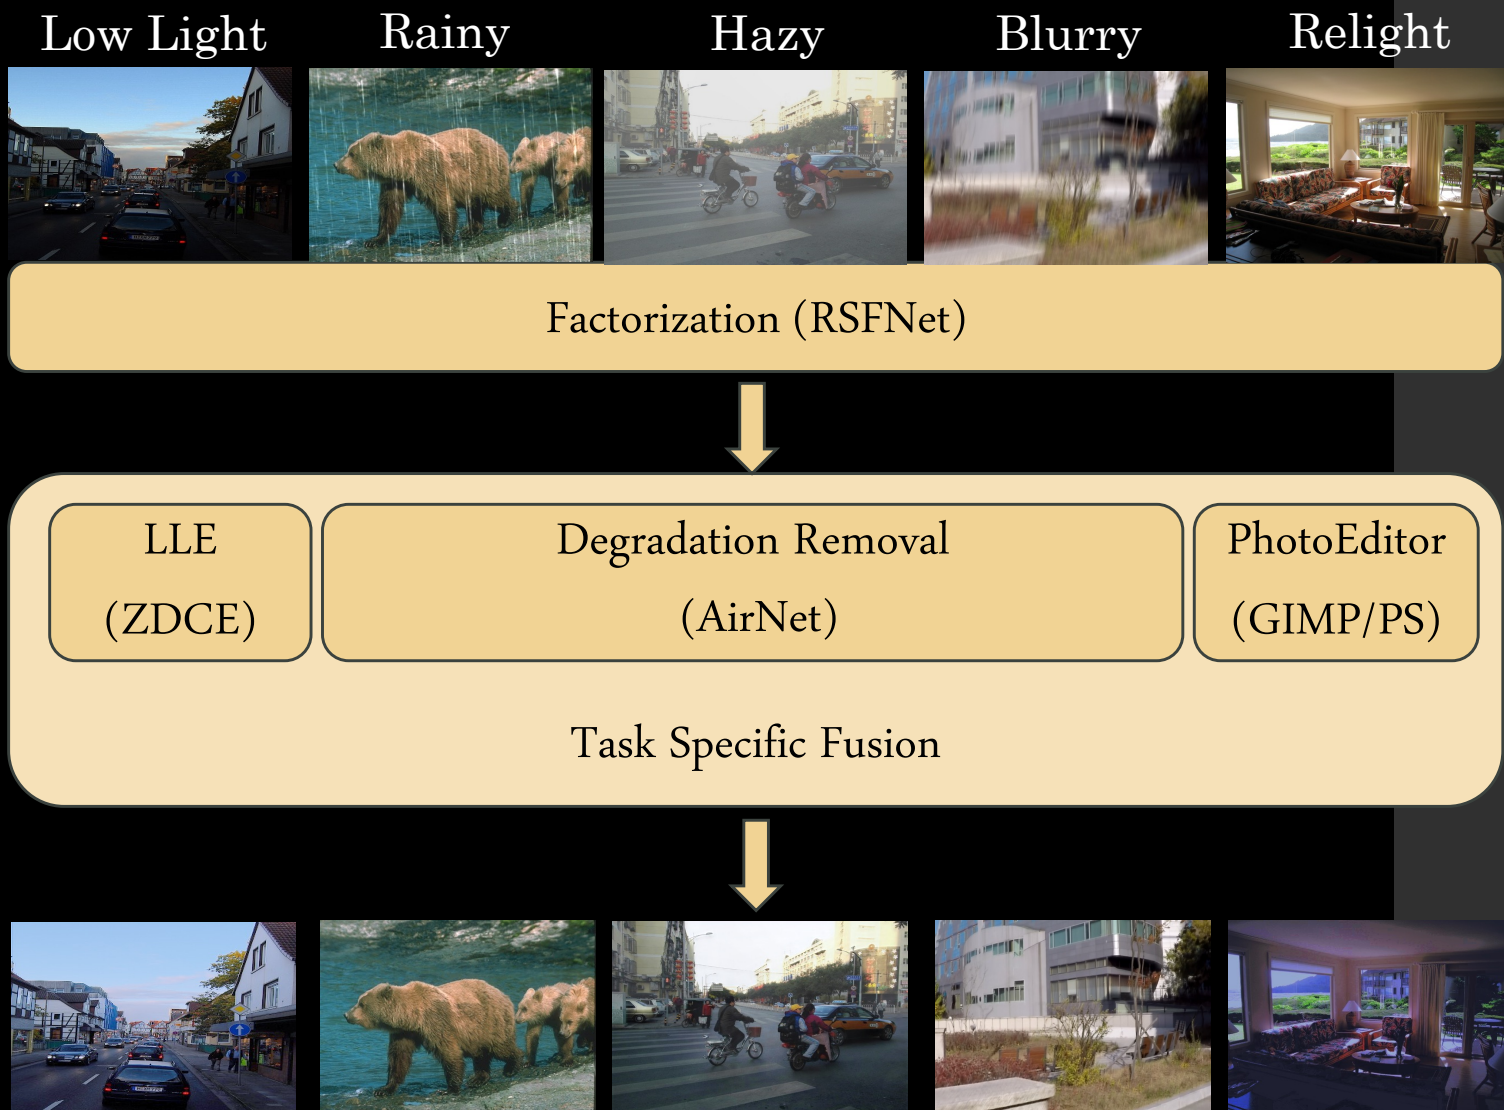 Low Light
Rainy
Hazy
Blurry
Relight
Factorization (RSFNet)
LLE
(ZDCE)
Degradation Removal
(AirNet)
PhotoEditor
(GIMP/PS)
Task Specific Fusion